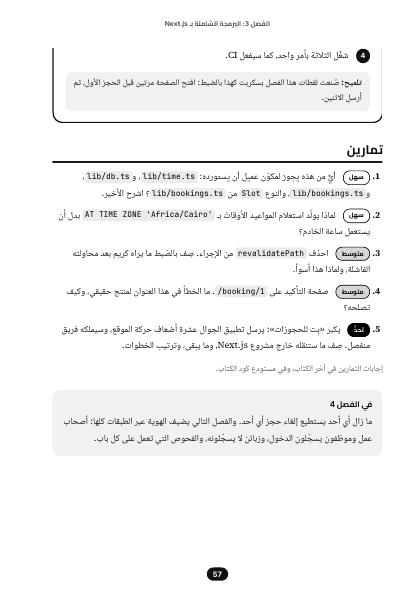 الفصل 3: البرمجة الشاملة بـ Next.js
4 شغّل الثلاثة بأمر واحد، كما سيفعل CI.
تلميح: صُنعت لقطات هذا الفصل بسكربت كهذا بالضبط: افتح الصفحة مرتين قبل الحجز الأول، ثم
أرسل الاثنين.
تمارين
1. سهل أيٌّ من هذه يجوز لمكوّن عميل أن يستورده: lib/time.ts، و lib/db.ts،
و lib/bookings.ts، والنوع Slot من lib/bookings.ts؟ اشرح الأخير.
2. سهل لماذا يولّد استعلام المواعيد الأوقات بـ AT TIME ZONE 'Africa/Cairo' بدل أن
يستعمل ساعة الخادم؟
3. متوسط احذف revalidatePath من الإجراء. صِف بالضبط ما يراه كريم بعد محاولته
الفاشلة، ولماذا هذا أسوأ.
4. متوسط صفحة التأكيد على /booking/1. ما الخطأ في هذا العنوان لمنتج حقيقي، وكيف
تصلحه؟
5. تحدٍّ يكبر «بِت للحجوزات»: يرسل تطبيق الجوال عشرة أضعاف حركة الموقع، وسيملكه فريق
منفصل. صِف ما ستنقله خارج مشروع Next.js، وما يبقى، وترتيب الخطوات.
إجابات التمارين في آخر الكتاب، وفي مستودع كود الكتاب.
في الفصل 4
ما زال أي أحد يستطيع إلغاء حجز أي أحد. والفصل التالي يضيف الهوية عبر الطبقات كلها: أصحاب
عمل وموظفون يسجّلون الدخول، وزبائن لا يسجّلونه، والفحوص التي تعمل على كل باب.
57